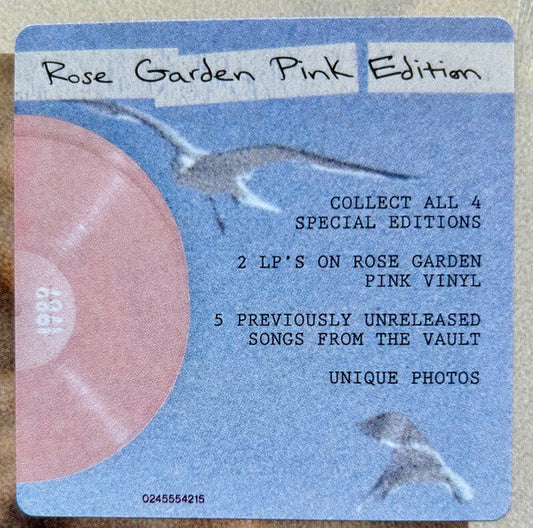 Rose Garden Pink Edition
COLLECT ALL 4
SPECIAL EDITIONS
2 LP'S ON ROSE GARDEN
PINK VINYL
5 PREVIOUSLY UNRELEASED
SONGS FROM THE VAULT
UNIQUE PHOTOS
0245554215